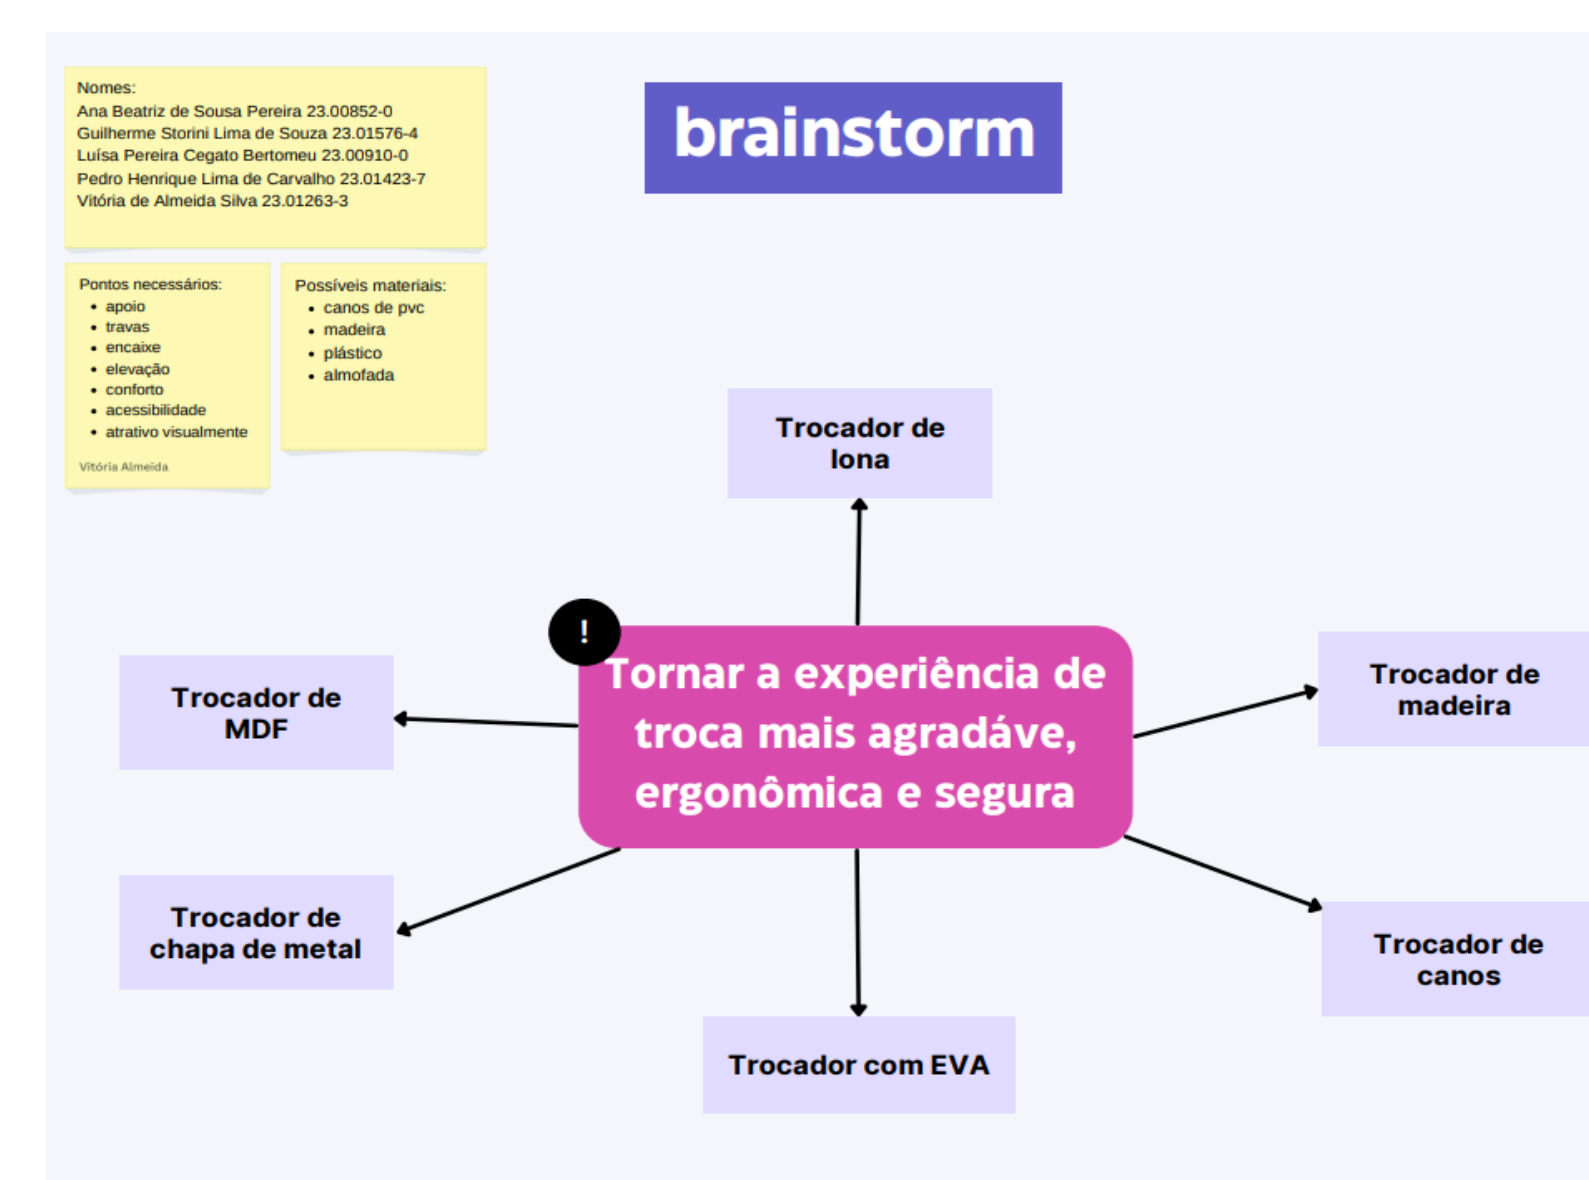 Nomes:
Ana Beatriz de Sousa Pereira 23.00852-0
Guilherme Storini Lima de Souza 23.01576-4
Luísa Pereira Cegato Bertomeu 23.00910-0
Pedro Henrique Lima de Carvalho 23.01423-7
Vitória de Almeida Silva 23.01263-3
brainstorm
Pontos necessários:
• apoio
• travas
• encaixe
• elevação
• conforto
• acessibilidade
• atrativo visualmente
Vitória Almeida
Possíveis materiais:
• canos de pvc
• madeira
• plástico
• almofada
Trocador de
lona
!
Tornar a experiência de
troca mais agradáve,
ergonômica e segura
Trocador de
MDF
Trocador de
madeira
Trocador de
chapa de metal
Trocador de
canos
Trocador com EVA